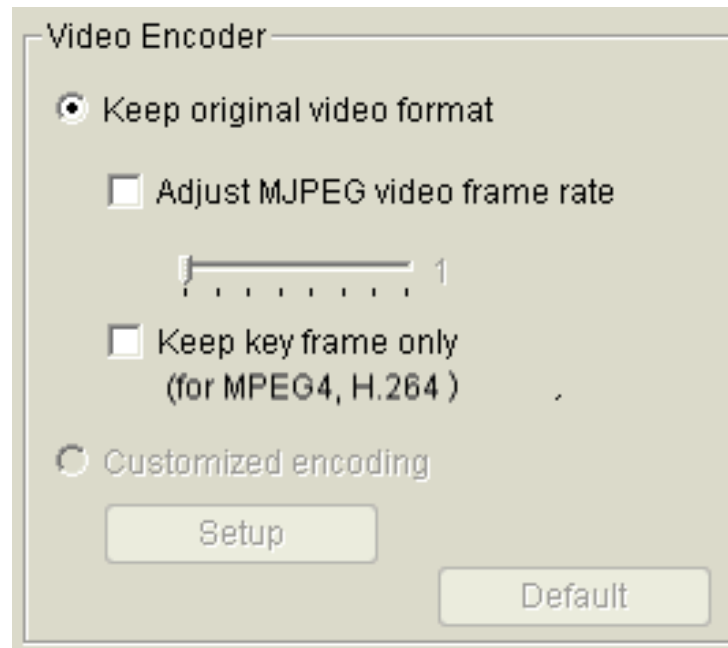 Video Encoder
Keep original video format
Adjust MJPEG video frame rate
1
Keep key frame only
(for MPEG4, H.264 )
Customized encoding
Setup
Default